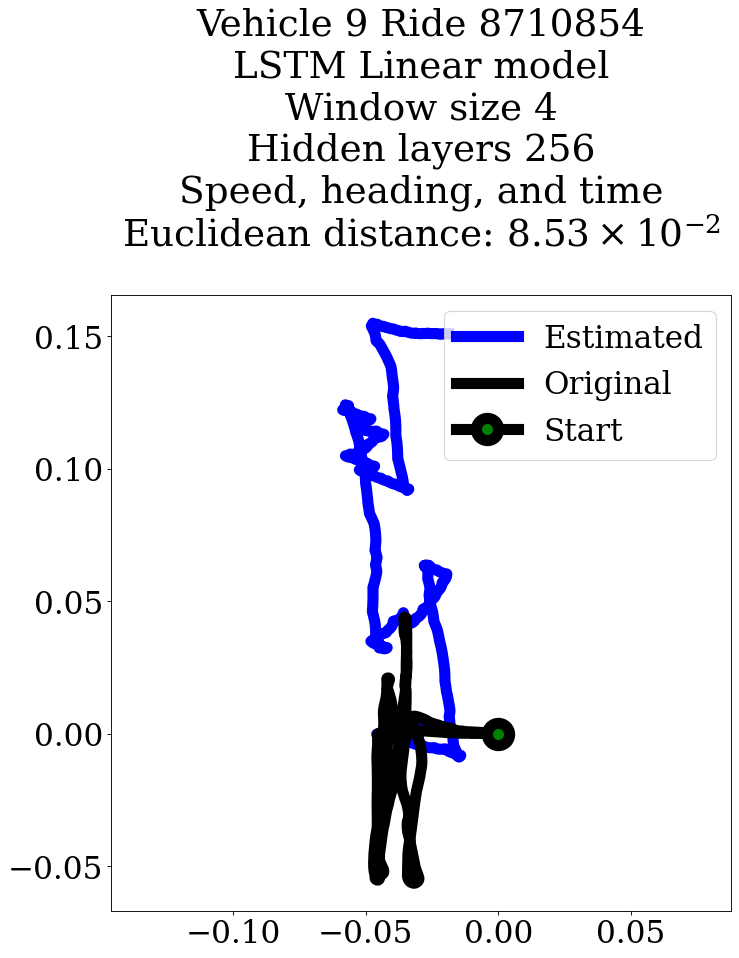 Vehicle 9 Ride 8710854
LSTM Linear model
Window size 4
Hidden layers 256
Speed, heading, and time
Euclidean distance: 8.53 × 10⁻²
0.15
Estimated
Original
Start
0.10
0.05
0.00
−0.05
−0.10 −0.05 0.00 0.05